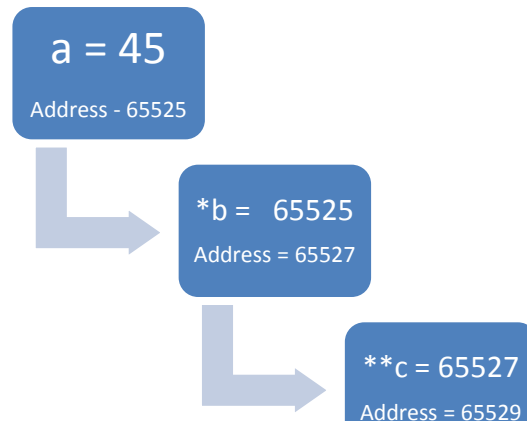 a = 45
Address - 65525
*b = 65525
Address = 65527
**c = 65527
Address = 65529